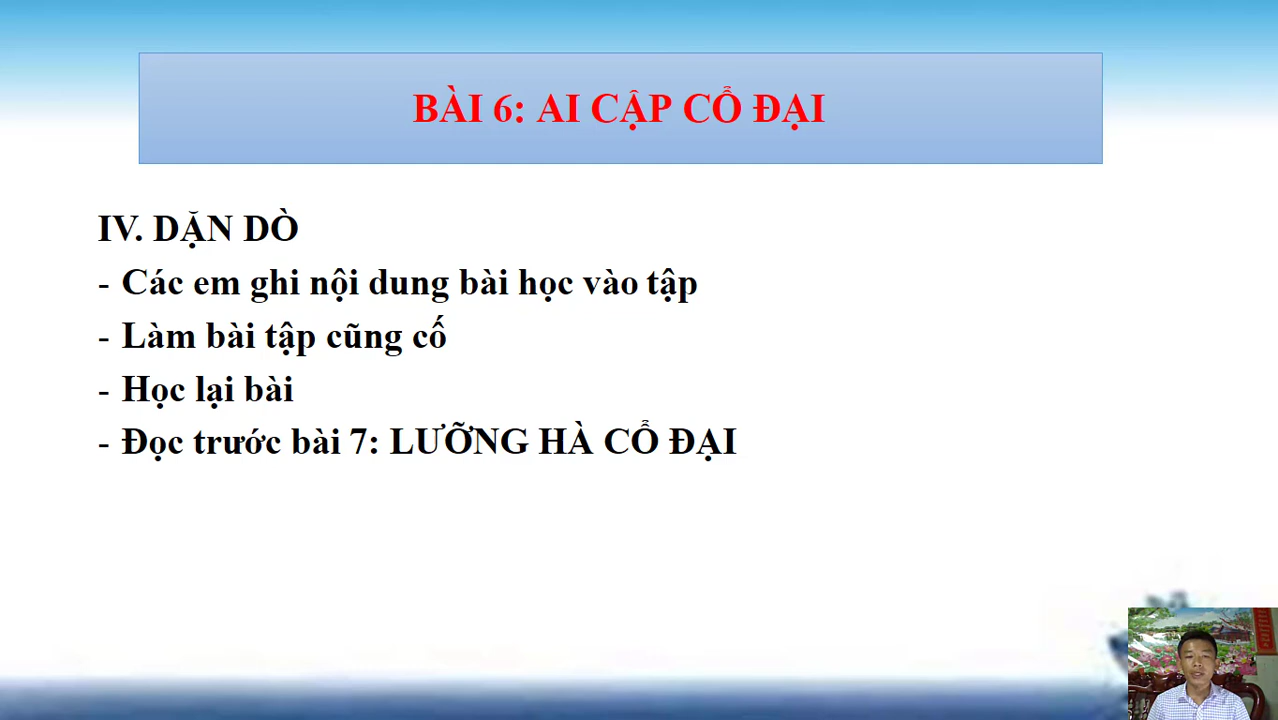 BÀI 6: AI CẬP CỔ ĐẠI
IV. DẶN DÒ
- Các em ghi nội dung bài học vào tập
- Làm bài tập cũng cố
- Học lại bài
- Đọc trước bài 7: LƯỠNG HÀ CỔ ĐẠI